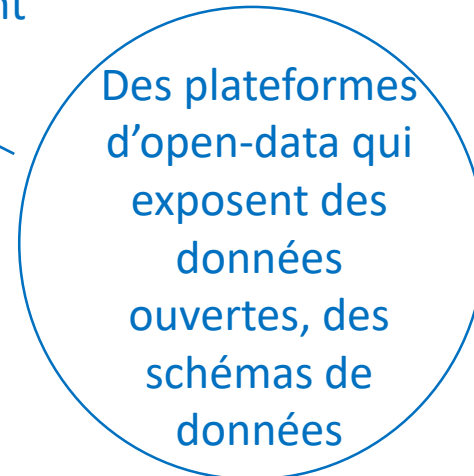 nt
Des plateformes
d’open-data qui
exposent des
données
ouvertes, des
schémas de
données